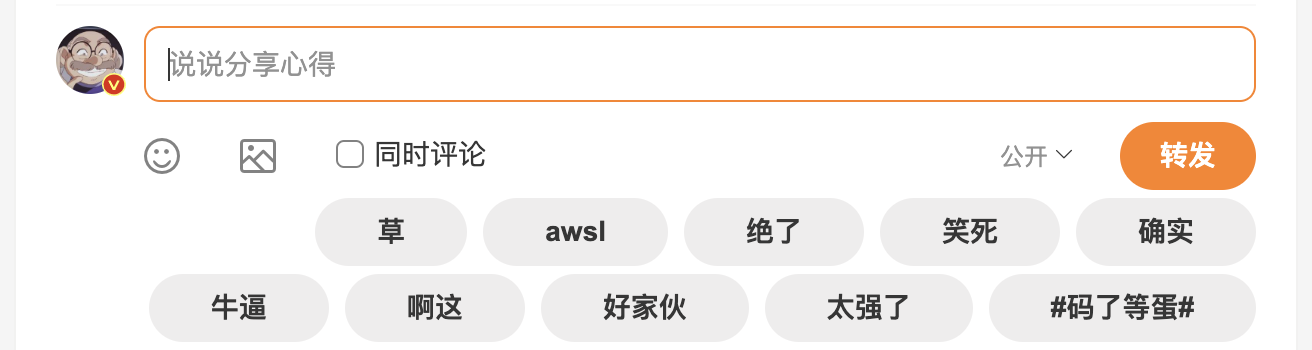 说说分享心得
同时评论 公开 转发
草 awsl 绝了 笑死 确实
牛逼 啊这 好家伙 太强了 #码了等蛋#